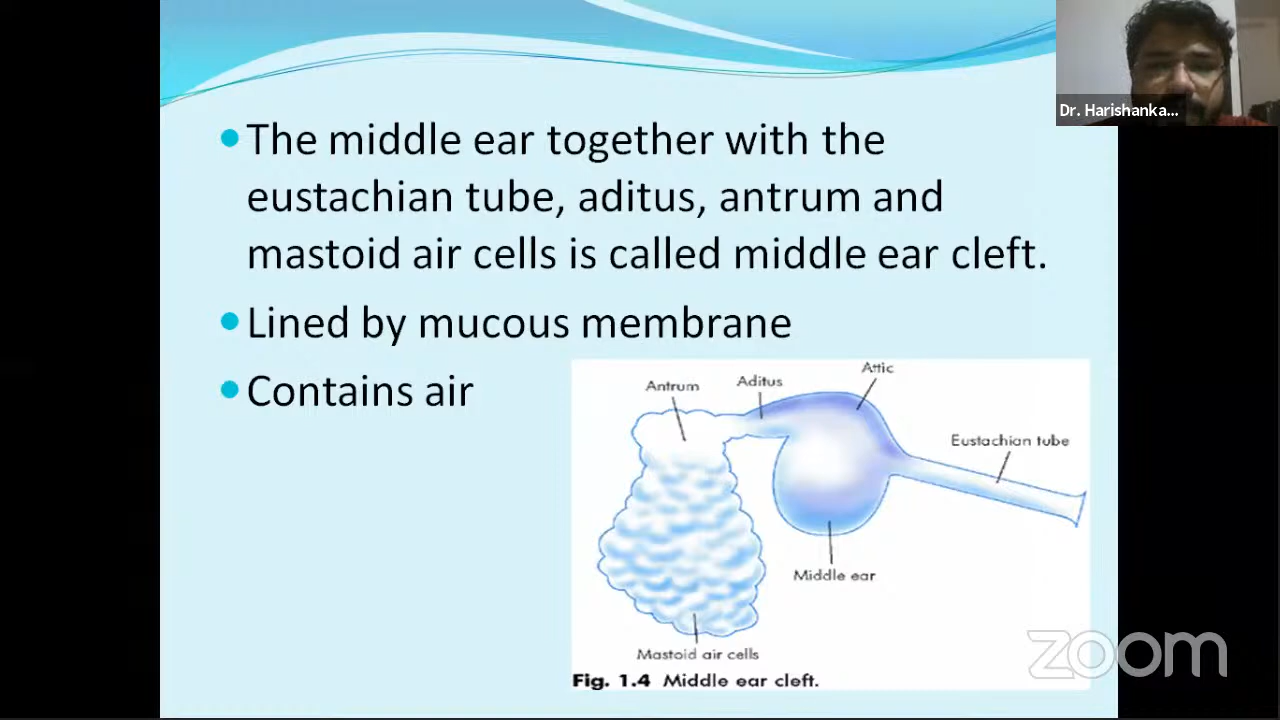 Dr. Harishanka...
The middle ear together with the
eustachian tube, aditus, antrum and
mastoid air cells is called middle ear cleft.
Lined by mucous membrane
Contains air
Attic
Antrum
Aditus
Eustachian tube
Middle ear
Mastoid air cells
Fig. 1.4 Middle ear cleft.
zoom